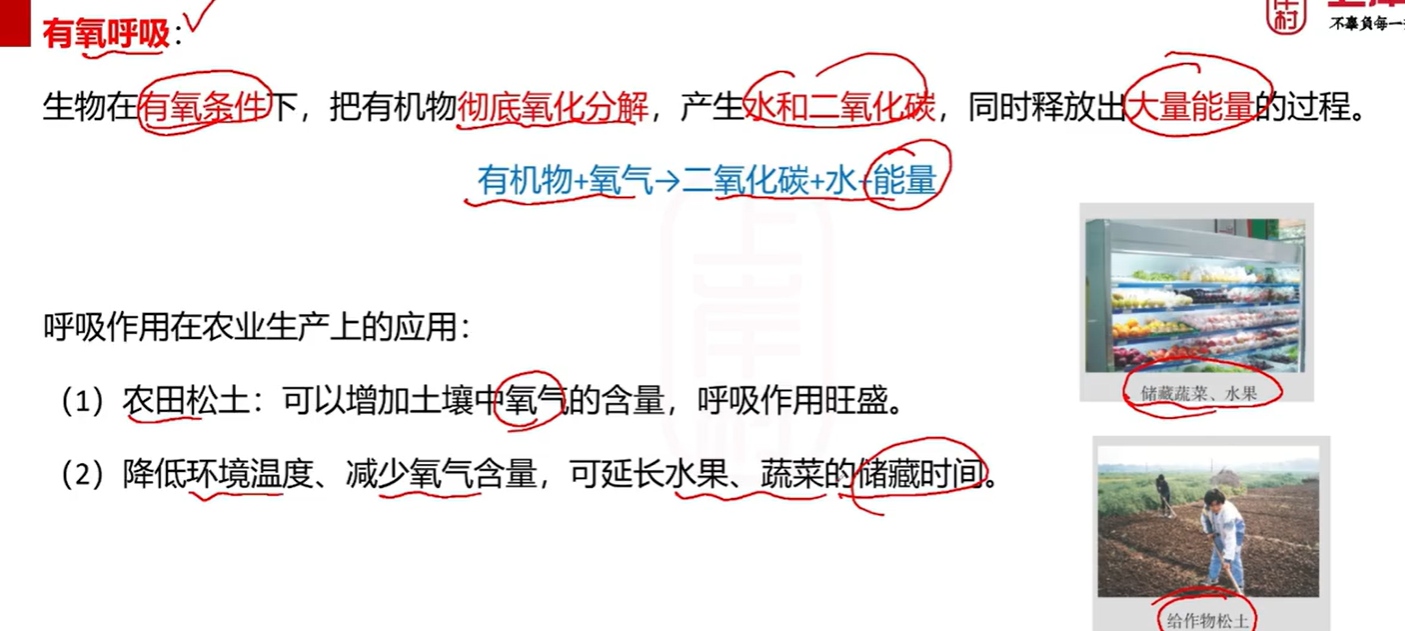 有氧呼吸：
不辜負每一
生物在有氧条件下，把有机物彻底氧化分解，产生水和二氧化碳，同时释放出大量能量的过程。
有机物+氧气→二氧化碳+水+能量
呼吸作用在农业生产上的应用：
（1）农田松土：可以增加土壤中氧气的含量，呼吸作用旺盛。
储藏蔬菜、水果
（2）降低环境温度、减少氧气含量，可延长水果、蔬菜的储藏时间。
给作物松土